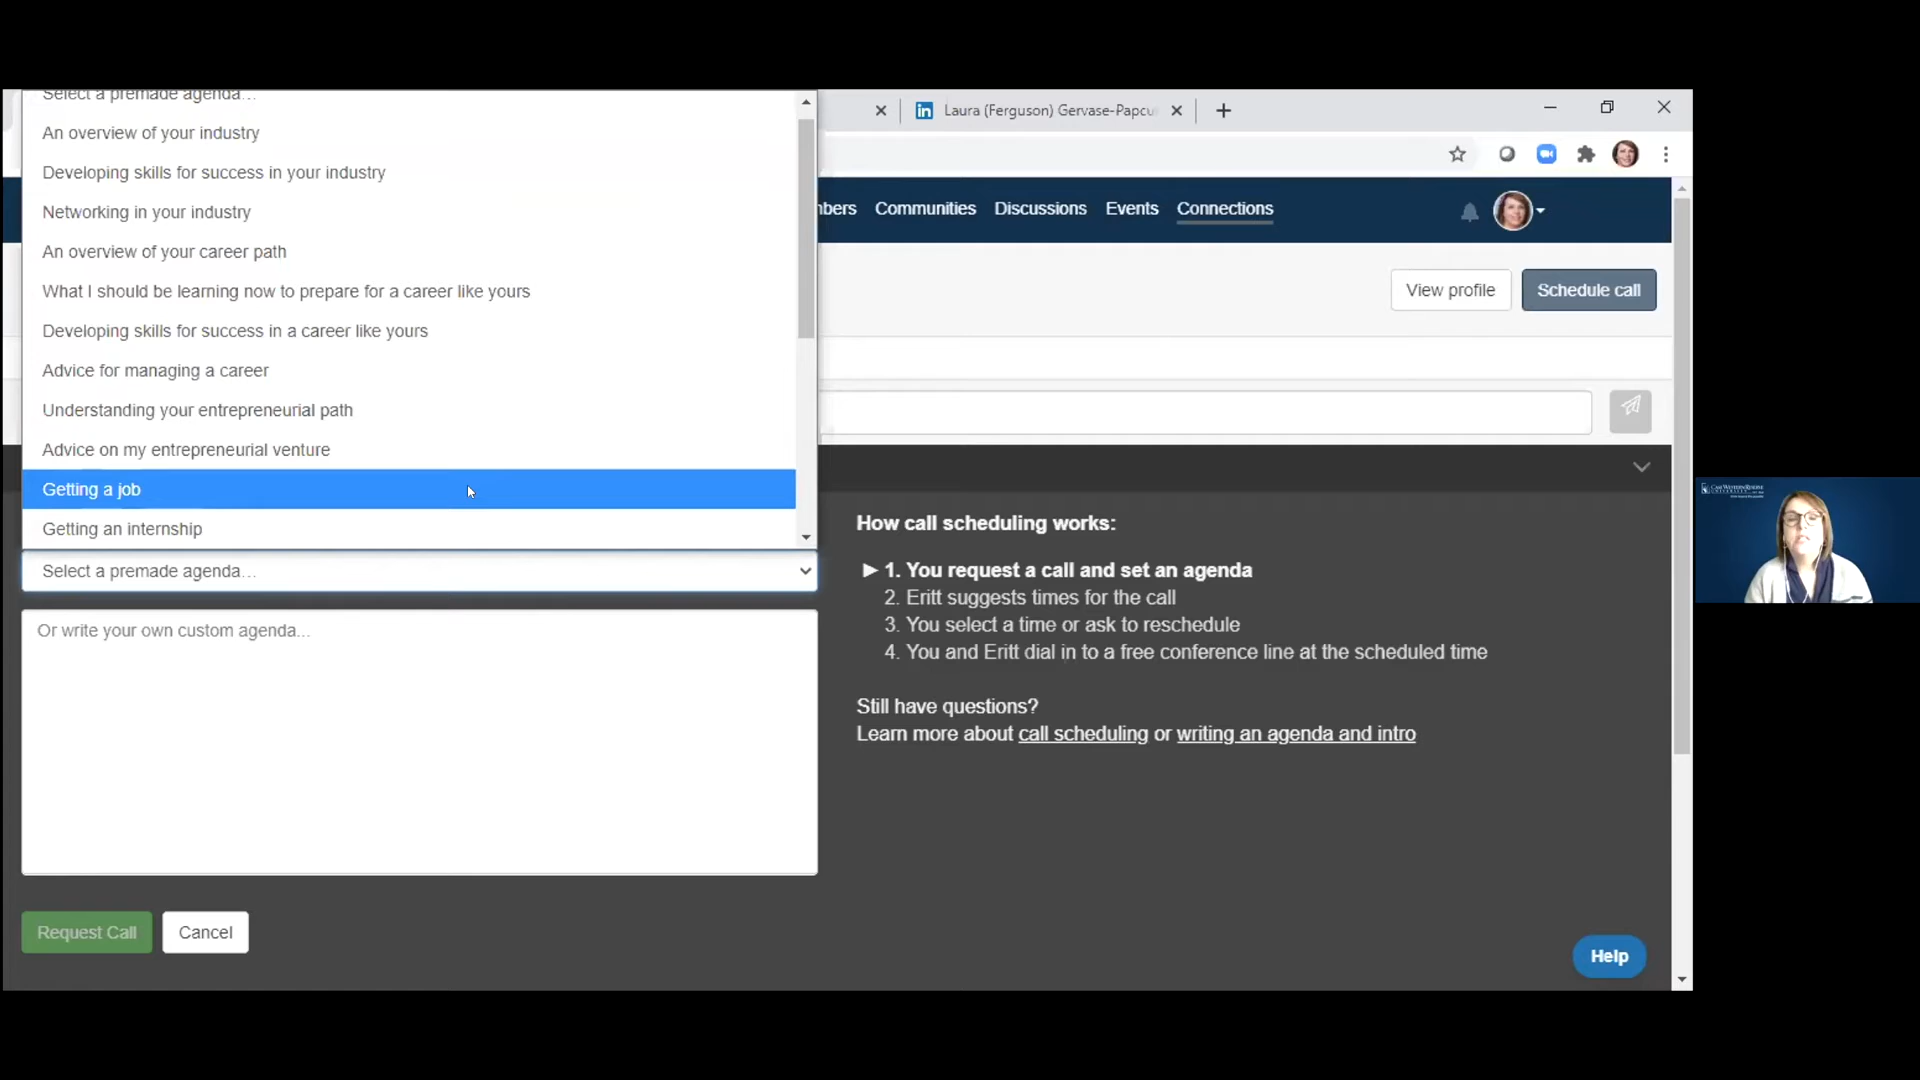 Select a premade agenda...
An overview of your industry
Developing skills for success in your industry
Networking in your industry
An overview of your career path
What I should be learning now to prepare for a career like yours
Developing skills for success in a career like yours
Advice for managing a career
Understanding your entrepreneurial path
Advice on my entrepreneurial venture
Getting a job
Getting an internship
Select a premade agenda...
Or write your own custom agenda...
Request Call
Cancel
Laura (Ferguson) Gervase-Papcu
Communities
Discussions
Events
Connections
View profile
Schedule call
How call scheduling works:
▶ 1. You request a call and set an agenda
2. Eritt suggests times for the call
3. You select a time or ask to reschedule
4. You and Eritt dial in to a free conference line at the scheduled time
Still have questions?
Learn more about call scheduling or writing an agenda and intro
Help
CASE WESTERN RESERVE
UNIVERSITY